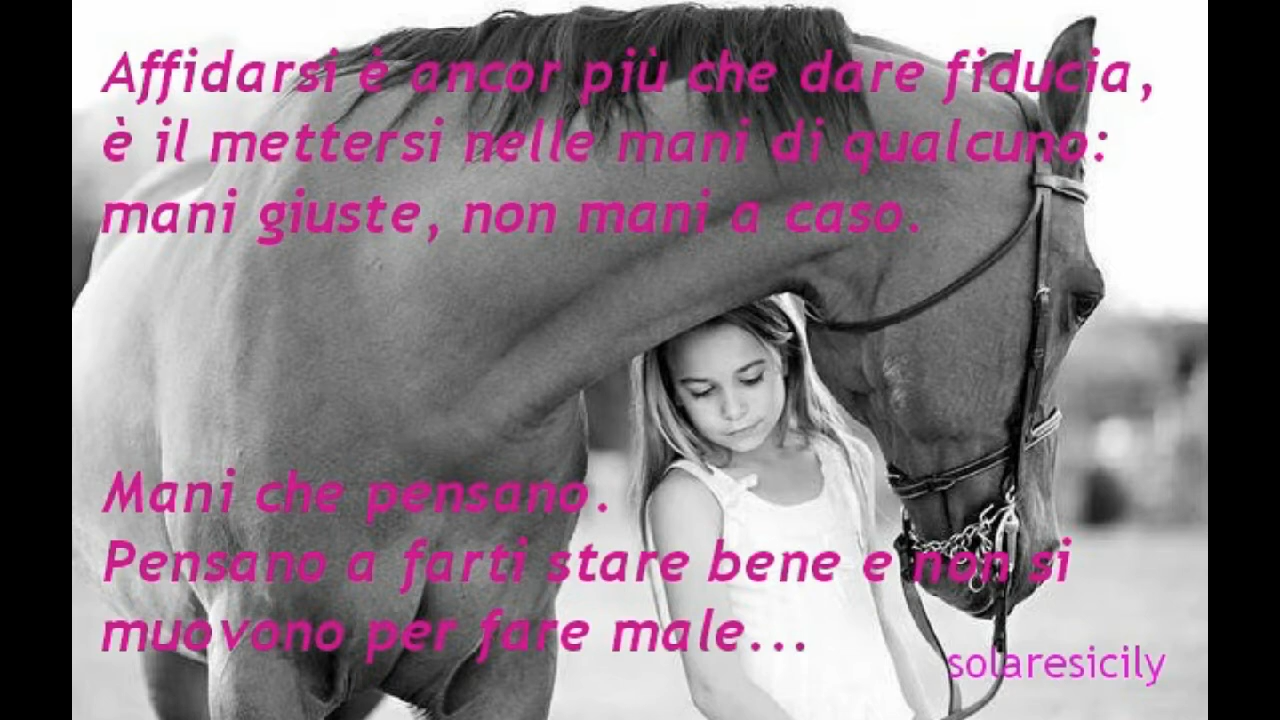 Affidarsi è ancor più che dare fiducia,
è il mettersi nelle mani di qualcuno:
mani giuste, non mani a caso.
Mani che pensano.
Pensano a farti stare bene e non si
muovono per fare male...
solaresicily